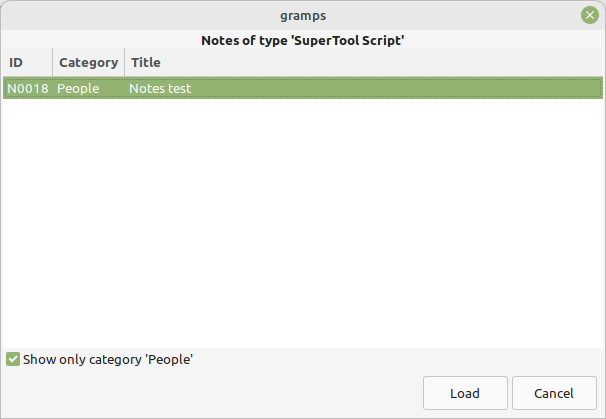 gramps
Notes of type 'SuperTool Script'
ID Category Title
N0018 People Notes test
Show only category 'People'
Load Cancel